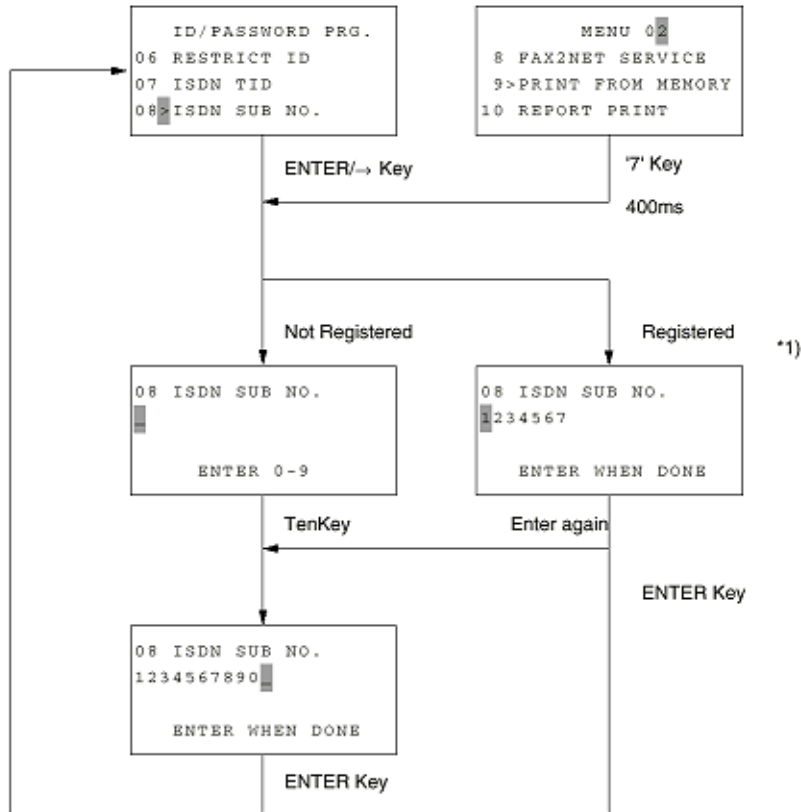 ID/PASSWORD PRG.
06 RESTRICT ID
07 ISDN TID
08>ISDN SUB NO.
MENU 02
8 FAX2NET SERVICE
9>PRINT FROM MEMORY
10 REPORT PRINT
ENTER/→ Key
'7' Key
400ms
Not Registered
Registered
*1)
08 ISDN SUB NO.
_
ENTER 0-9
08 ISDN SUB NO.
1234567
ENTER WHEN DONE
TenKey
Enter again
ENTER Key
08 ISDN SUB NO.
1234567890_
ENTER WHEN DONE
ENTER Key